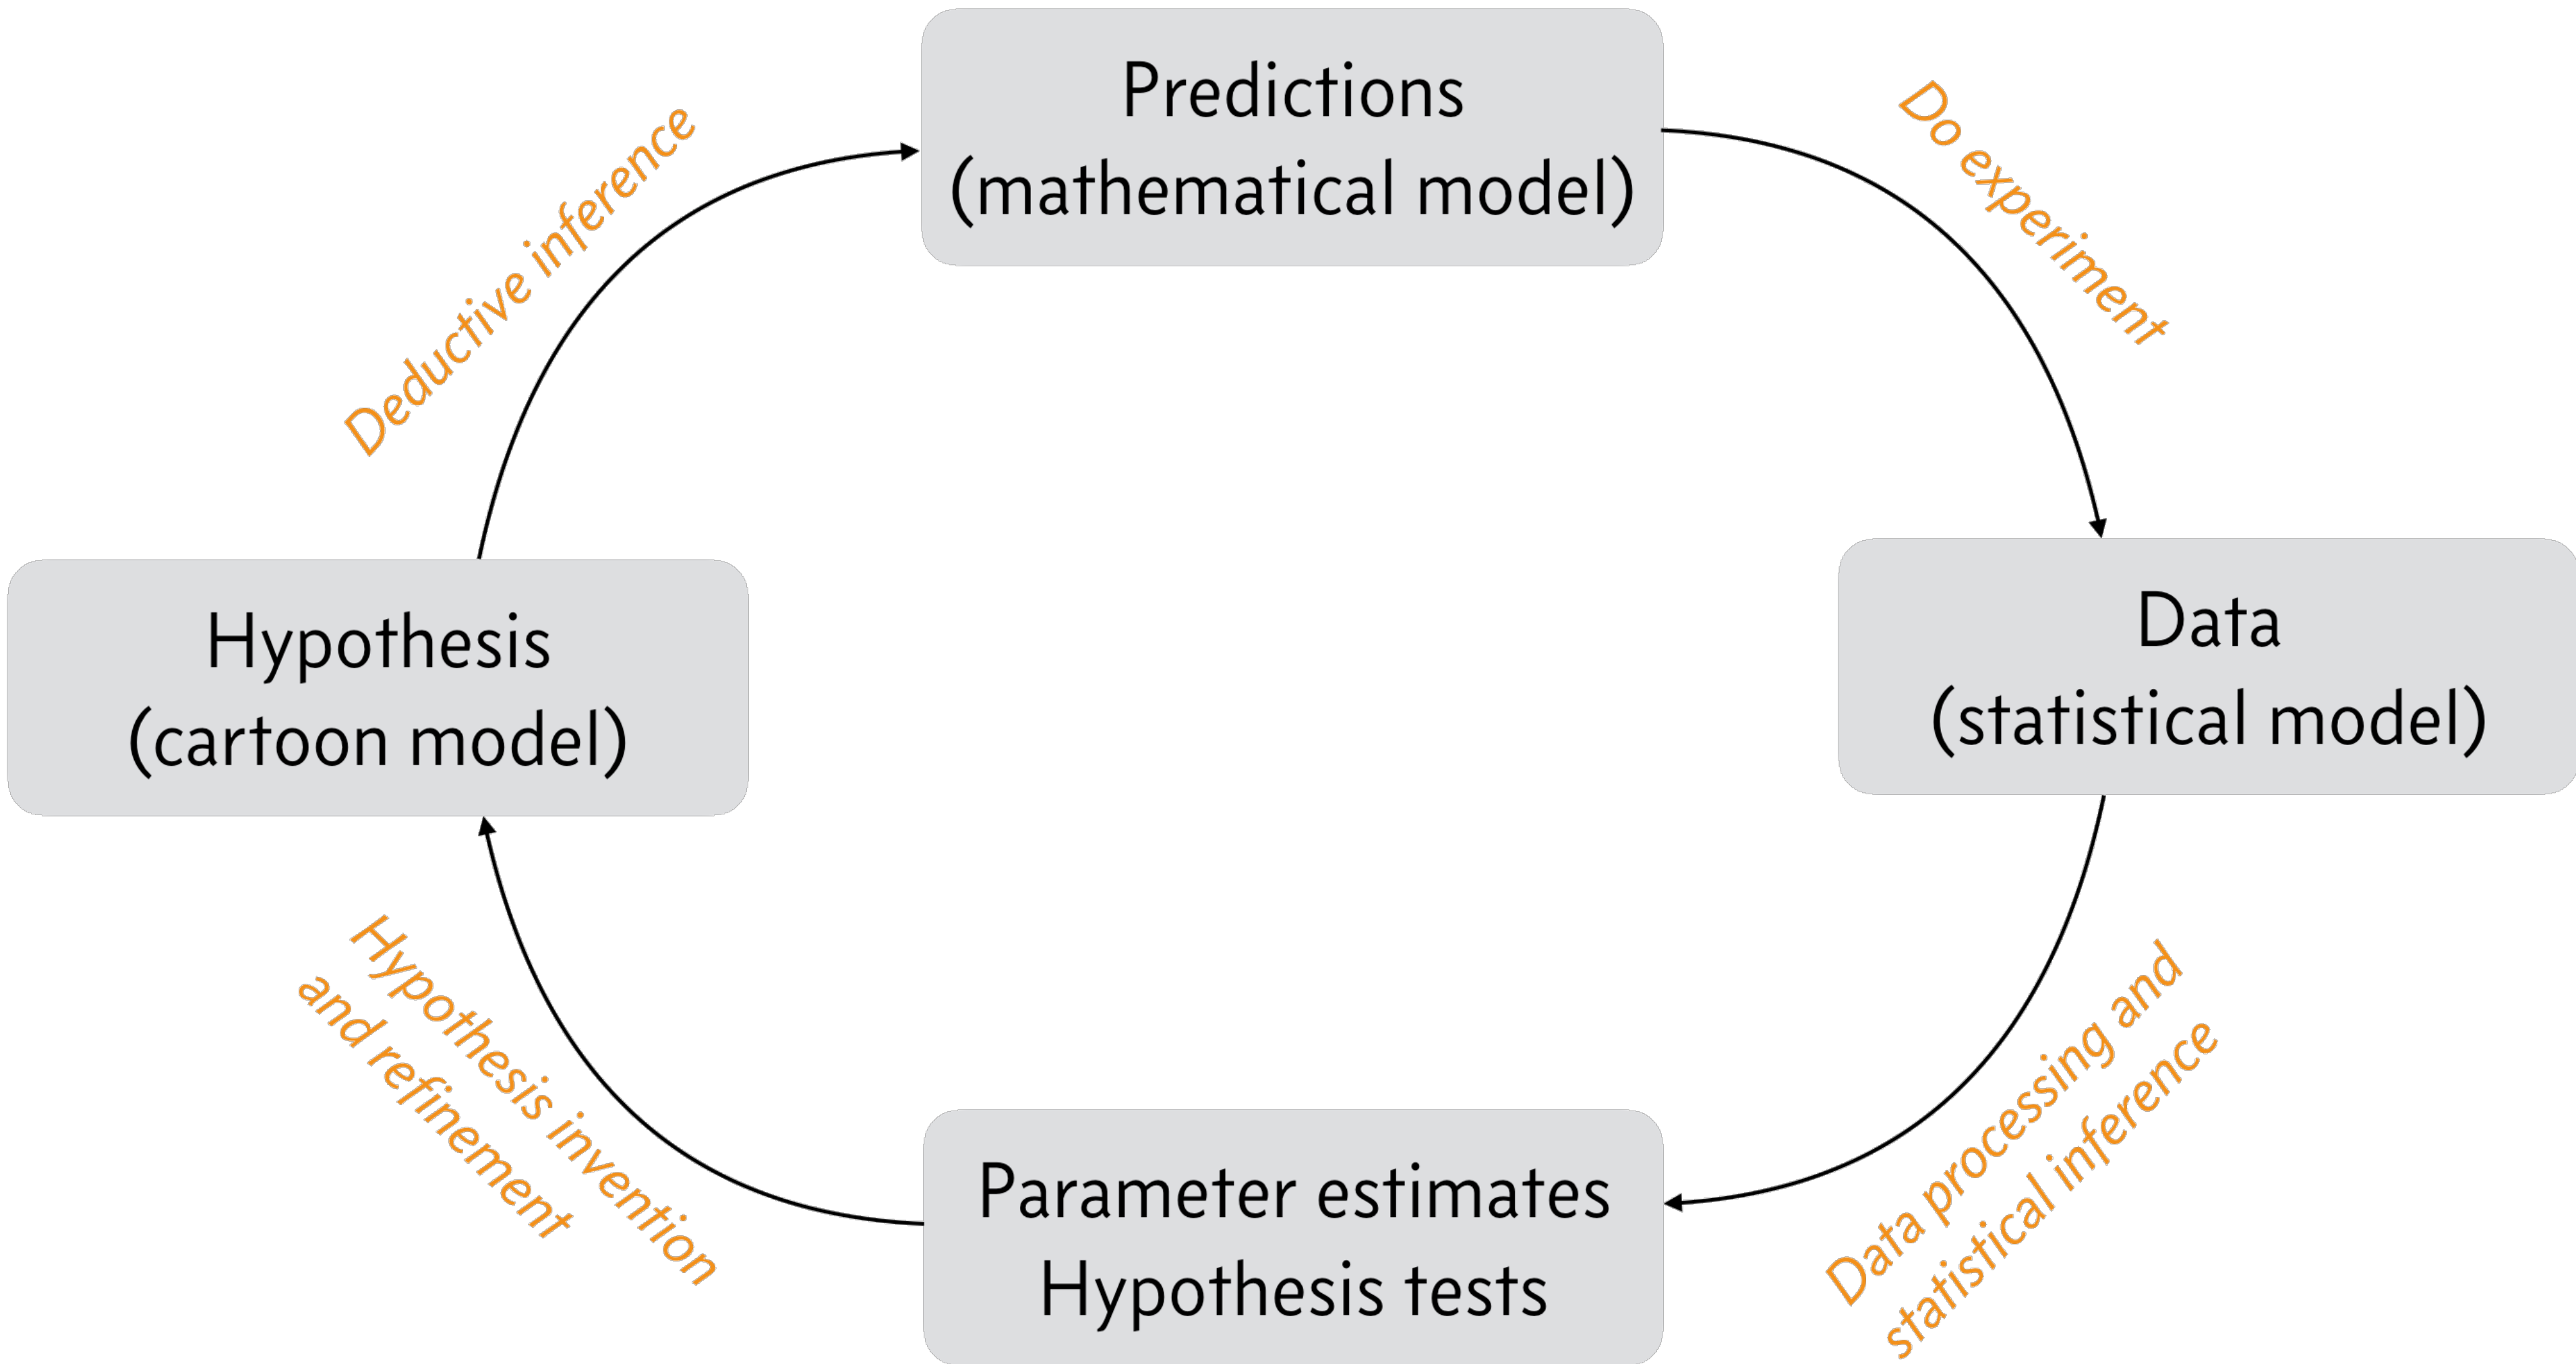 Predictions
(mathematical model)
Deductive inference
Do experiment
Hypothesis
(cartoon model)
Data
(statistical model)
Hypothesis invention
and refinement
Data processing and
statistical inference
Parameter estimates
Hypothesis tests